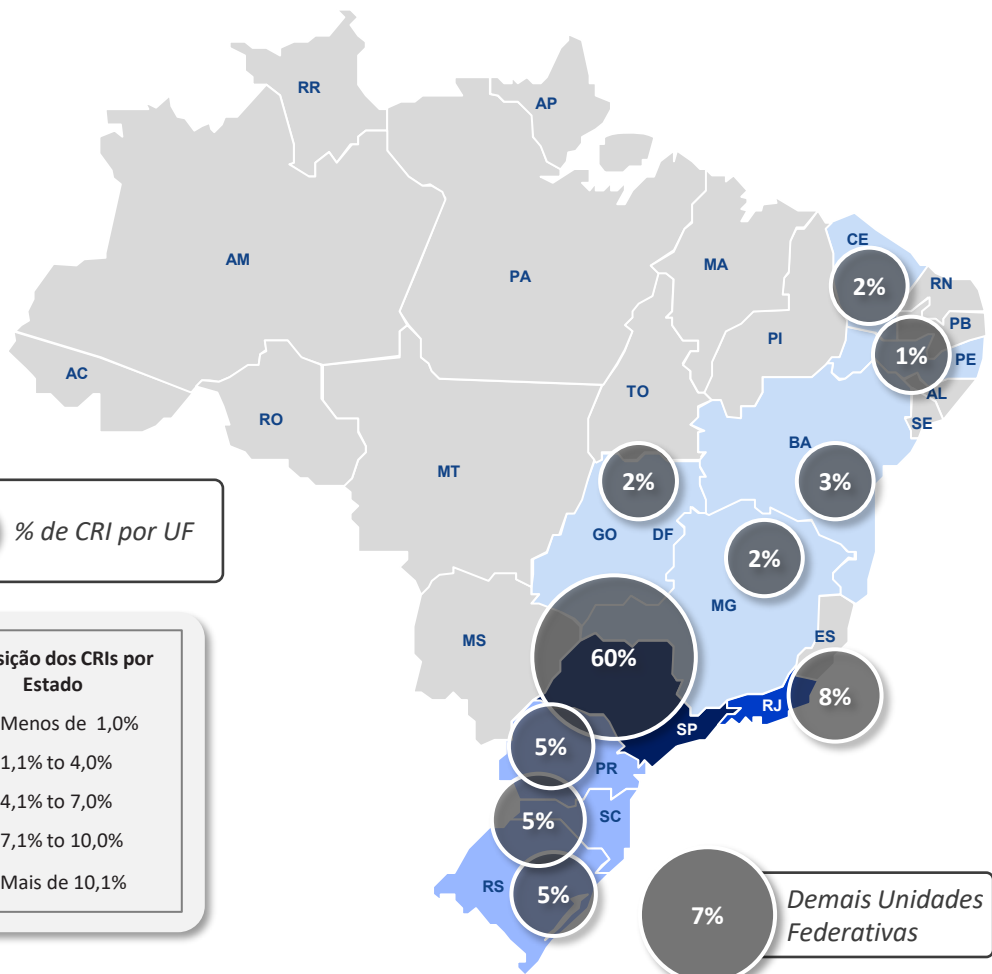 RR
AP
AM
PA
MA
CE
2%
RN
PB
PI
1%
PE
AC
TO
AL
RO
SE
BA
MT
2%
3%
% de CRI por UF
GO
DF
2%
MG
MS
ES
60%
8%
RJ
SP
5%
PR
5%
SC
RS
5%
sição dos CRIs por
Estado
Menos de 1,0%
1,1% to 4,0%
4,1% to 7,0%
7,1% to 10,0%
Mais de 10,1%
7%
Demais Unidades
Federativas